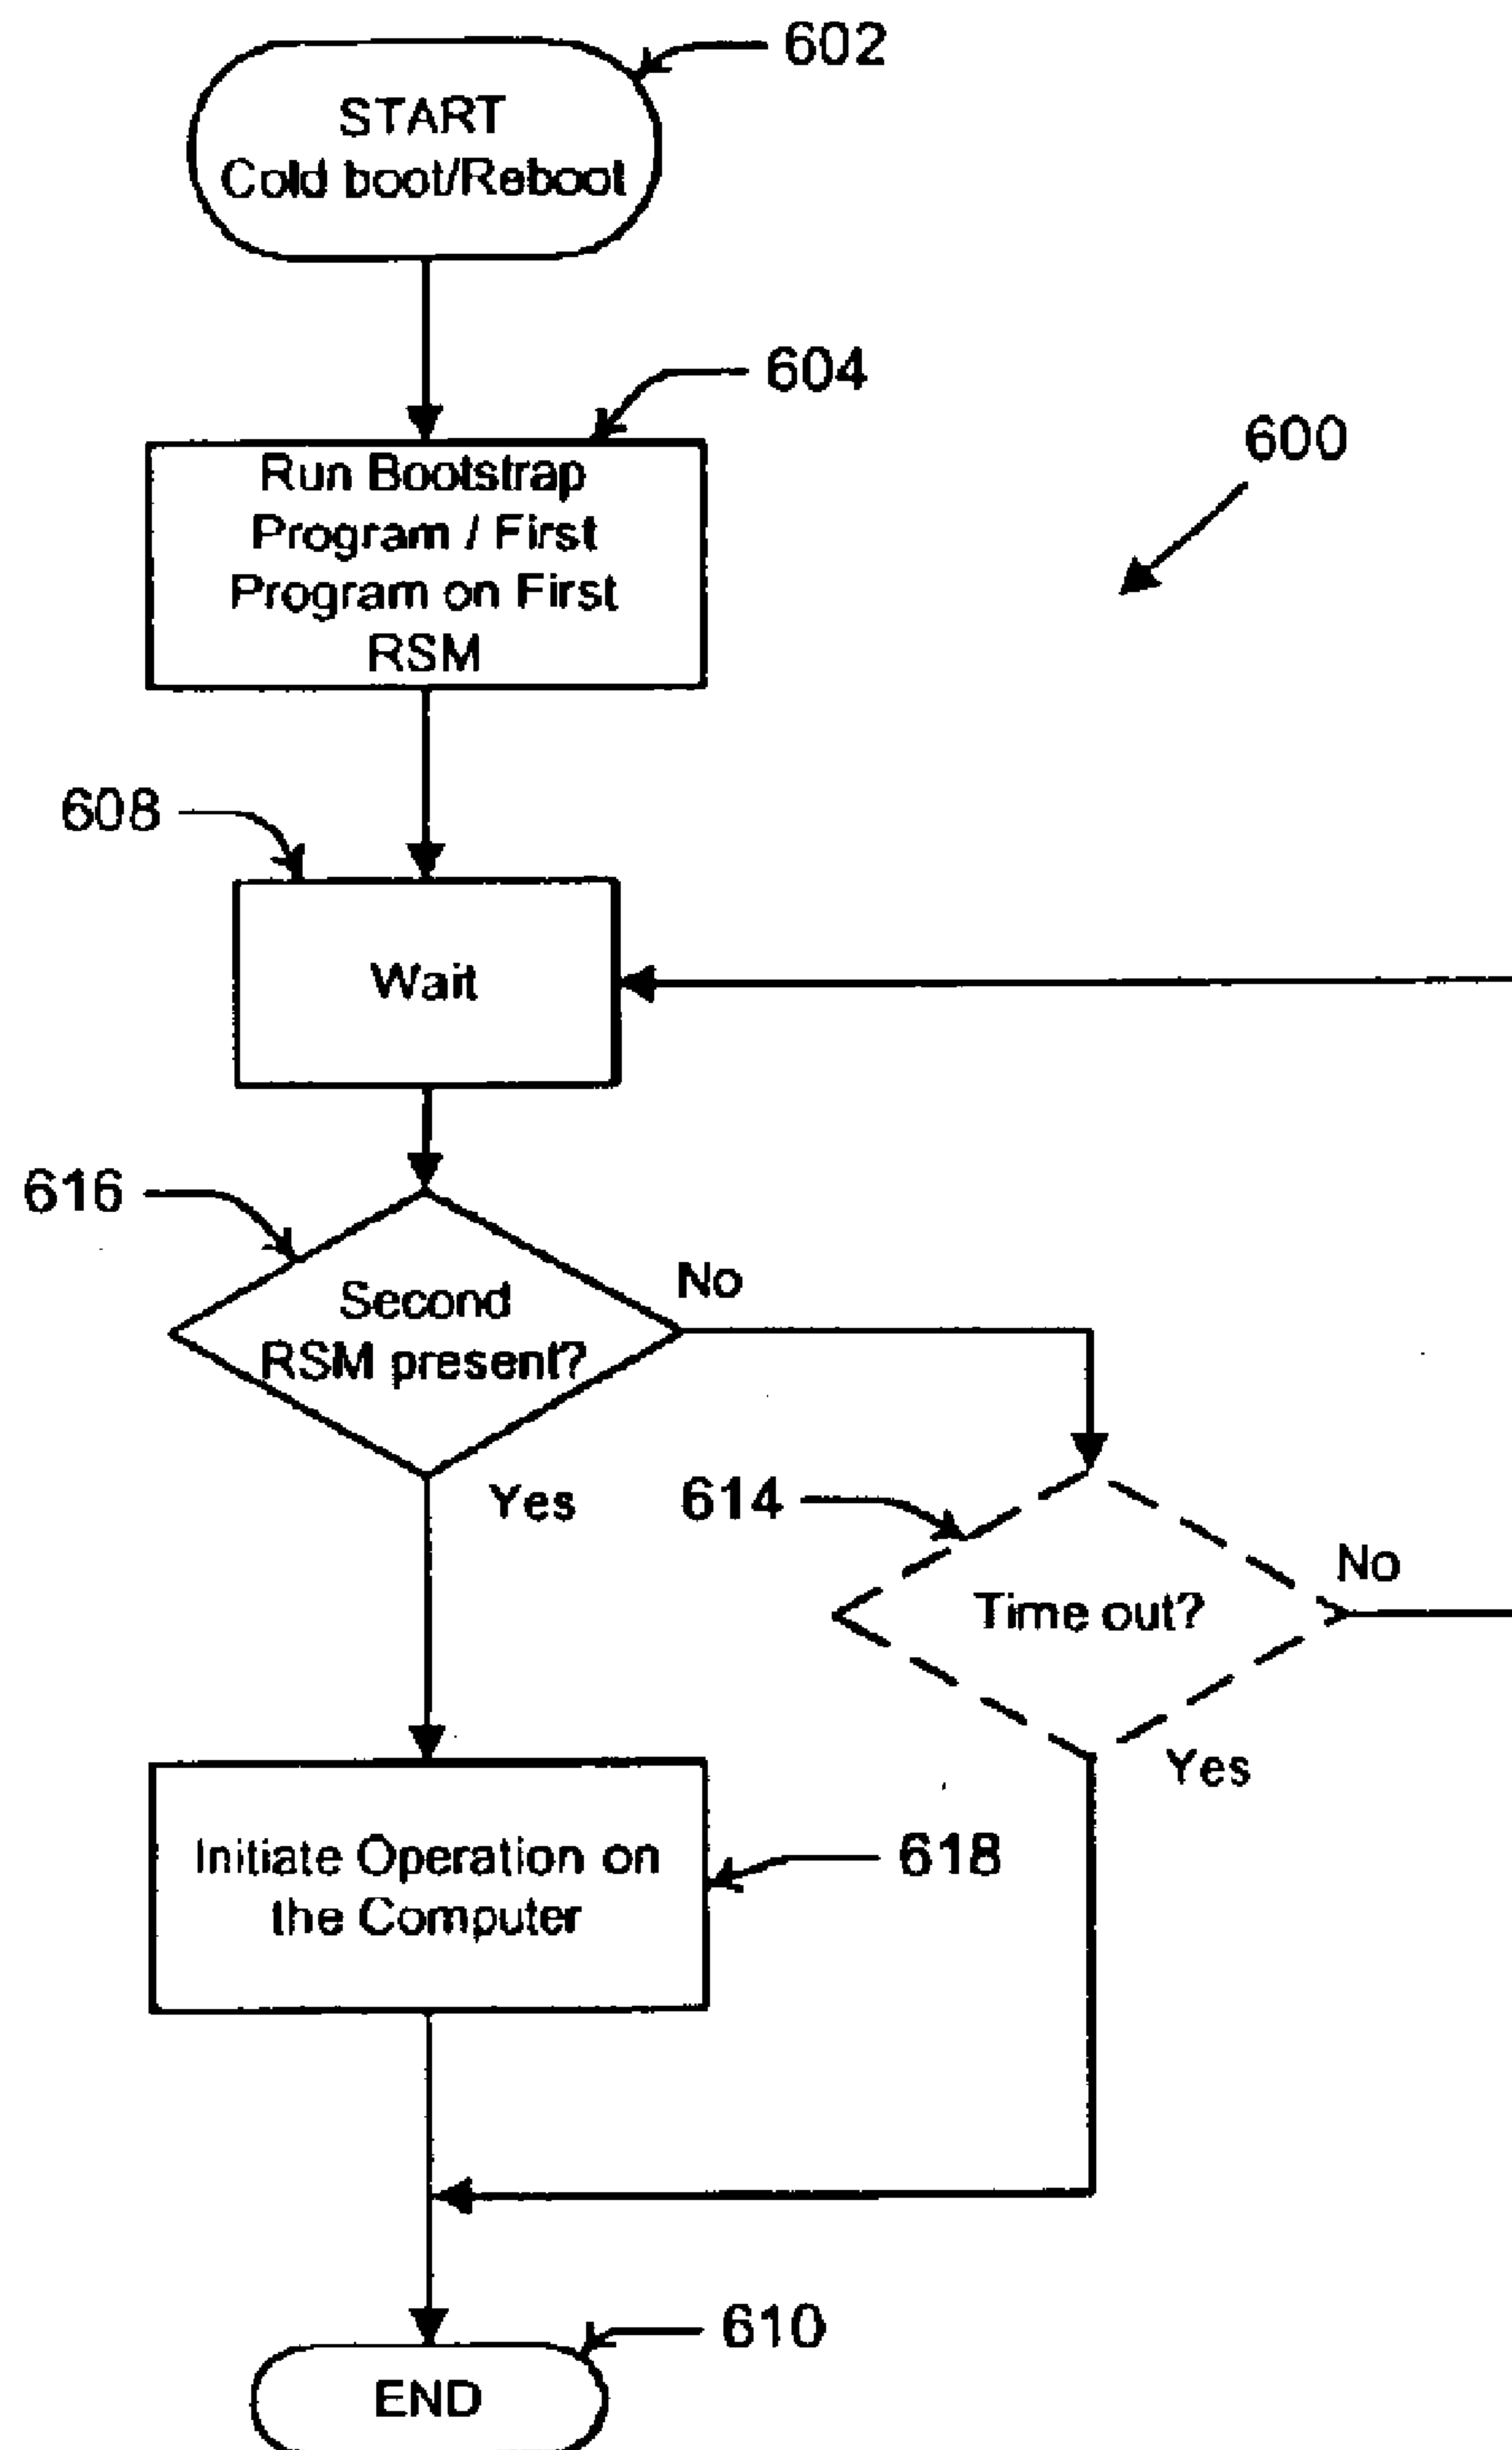 602
START
Cold boot/Reboot
604
600
Run Bootstrap
Program / First
Program on First
RSM
608
Wait
616
Second
RSM present?
No
Yes
614
Time out?
No
Yes
Initiate Operation on
the Computer
618
610
END